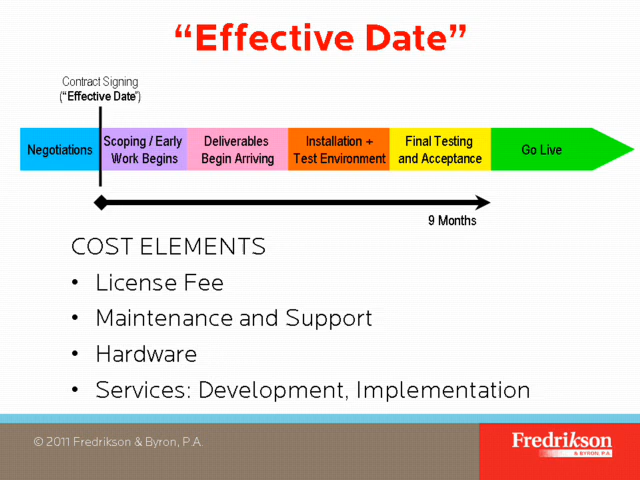 “Effective Date”
Contract Signing
(“Effective Date”)
Negotiations
Scoping / Early
Work Begins
Deliverables
Begin Arriving
Installation +
Test Environment
Final Testing
and Acceptance
Go Live
9 Months
COST ELEMENTS
• License Fee
• Maintenance and Support
• Hardware
• Services: Development, Implementation
© 2011 Fredrikson & Byron, P.A.
Fredrikson
& BYRON, P.A.